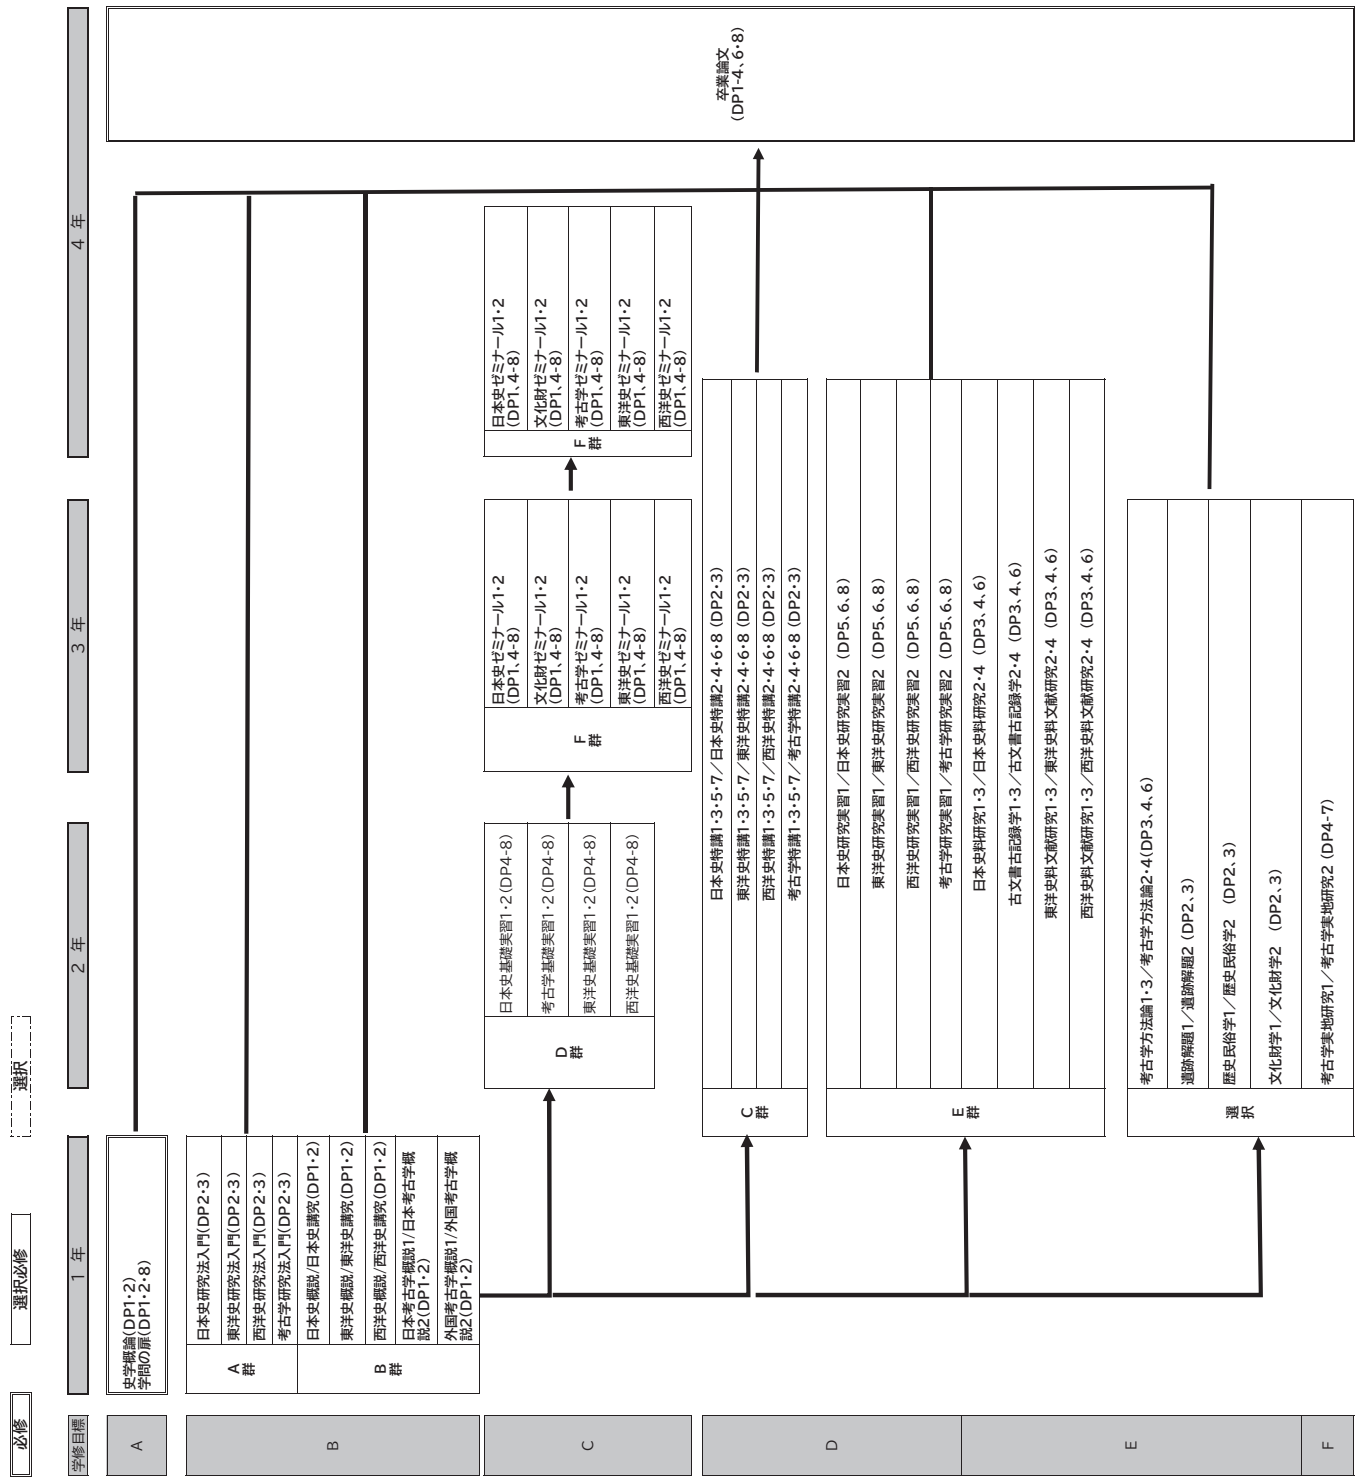 必修
選択必修
選択
学修目標
1 年
2 年
3 年
4 年
A
史学概論(DP1・2)
学問の扉(DP1・2・8)
B
A
群
日本史研究法入門(DP2・3)
東洋史研究法入門(DP2・3)
西洋史研究法入門(DP2・3)
考古学研究法入門(DP2・3)
B
群
日本史概説/日本史講究(DP1・2)
東洋史概説/東洋史講究(DP1・2)
西洋史概説/西洋史講究(DP1・2)
日本考古学概説1/日本考古学概
説2(DP1・2)
外国考古学概説1/外国考古学概
説2(DP1・2)
C
D
群
日本史基礎実習1・2(DP4-8)
考古学基礎実習1・2(DP4-8)
東洋史基礎実習1・2(DP4-8)
西洋史基礎実習1・2(DP4-8)
F
群
日本史ゼミナール1・2
(DP1、4-8)
文化財ゼミナール1・2
(DP1、4-8)
考古学ゼミナール1・2
(DP1、4-8)
東洋史ゼミナール1・2
(DP1、4-8)
西洋史ゼミナール1・2
(DP1、4-8)
F
群
日本史ゼミナール1・2
(DP1、4-8)
文化財ゼミナール1・2
(DP1、4-8)
考古学ゼミナール1・2
(DP1、4-8)
東洋史ゼミナール1・2
(DP1、4-8)
西洋史ゼミナール1・2
(DP1、4-8)
D
C
群
日本史特講1・3・5・7／日本史特講2・4・6・8 (DP2・3)
東洋史特講1・3・5・7／東洋史特講2・4・6・8 (DP2・3)
西洋史特講1・3・5・7／西洋史特講2・4・6・8 (DP2・3)
考古学特講1・3・5・7／考古学特講2・4・6・8 (DP2・3)
E
群
日本史研究実習1／日本史研究実習2 (DP5、6、8)
東洋史研究実習1／東洋史研究実習2 (DP5、6、8)
西洋史研究実習1／西洋史研究実習2 (DP5、6、8)
考古学研究実習1／考古学研究実習2 (DP5、6、8)
E
日本史料研究1・3／日本史料研究2・4 (DP3、4、6)
古文書古記録学1・3／古文書古記録学2・4 (DP3、4、6)
東洋史料文献研究1・3／東洋史料文献研究2・4 (DP3、4、6)
西洋史料文献研究1・3／西洋史料文献研究2・4 (DP3、4、6)
選
択
考古学方法論1・3／考古学方法論2・4(DP3、4、6)
遺跡解題1／遺跡解題2 (DP2、3)
歴史民俗学1／歴史民俗学2 (DP2、3)
文化財学1／文化財学2 (DP2、3)
F
考古学実地研究1／考古学実地研究2 (DP4-7)
卒業論文
(DP1-4、6・8)